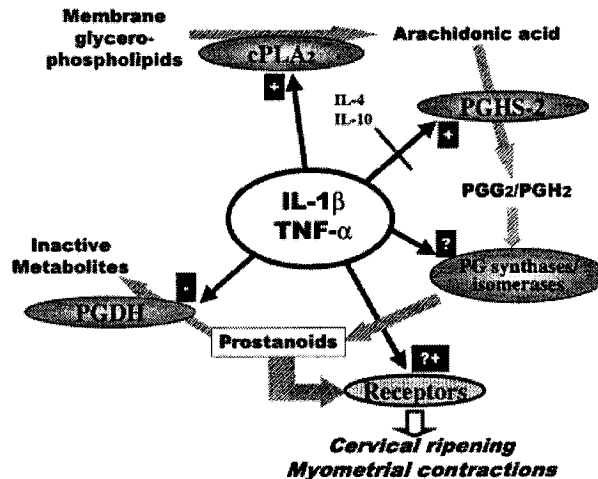 Membrane
glycero-
phospholipids
cPLA₂
Arachidonic acid
+
IL-4
IL-10
PGHS-2
+
IL-1β
TNF-α
PGG₂/PGH₂
?
PG synthases/
isomerases
Inactive
Metabolites
-
PGDH
Prostanoids
?+
Receptors
Cervical ripening
Myometrial contractions